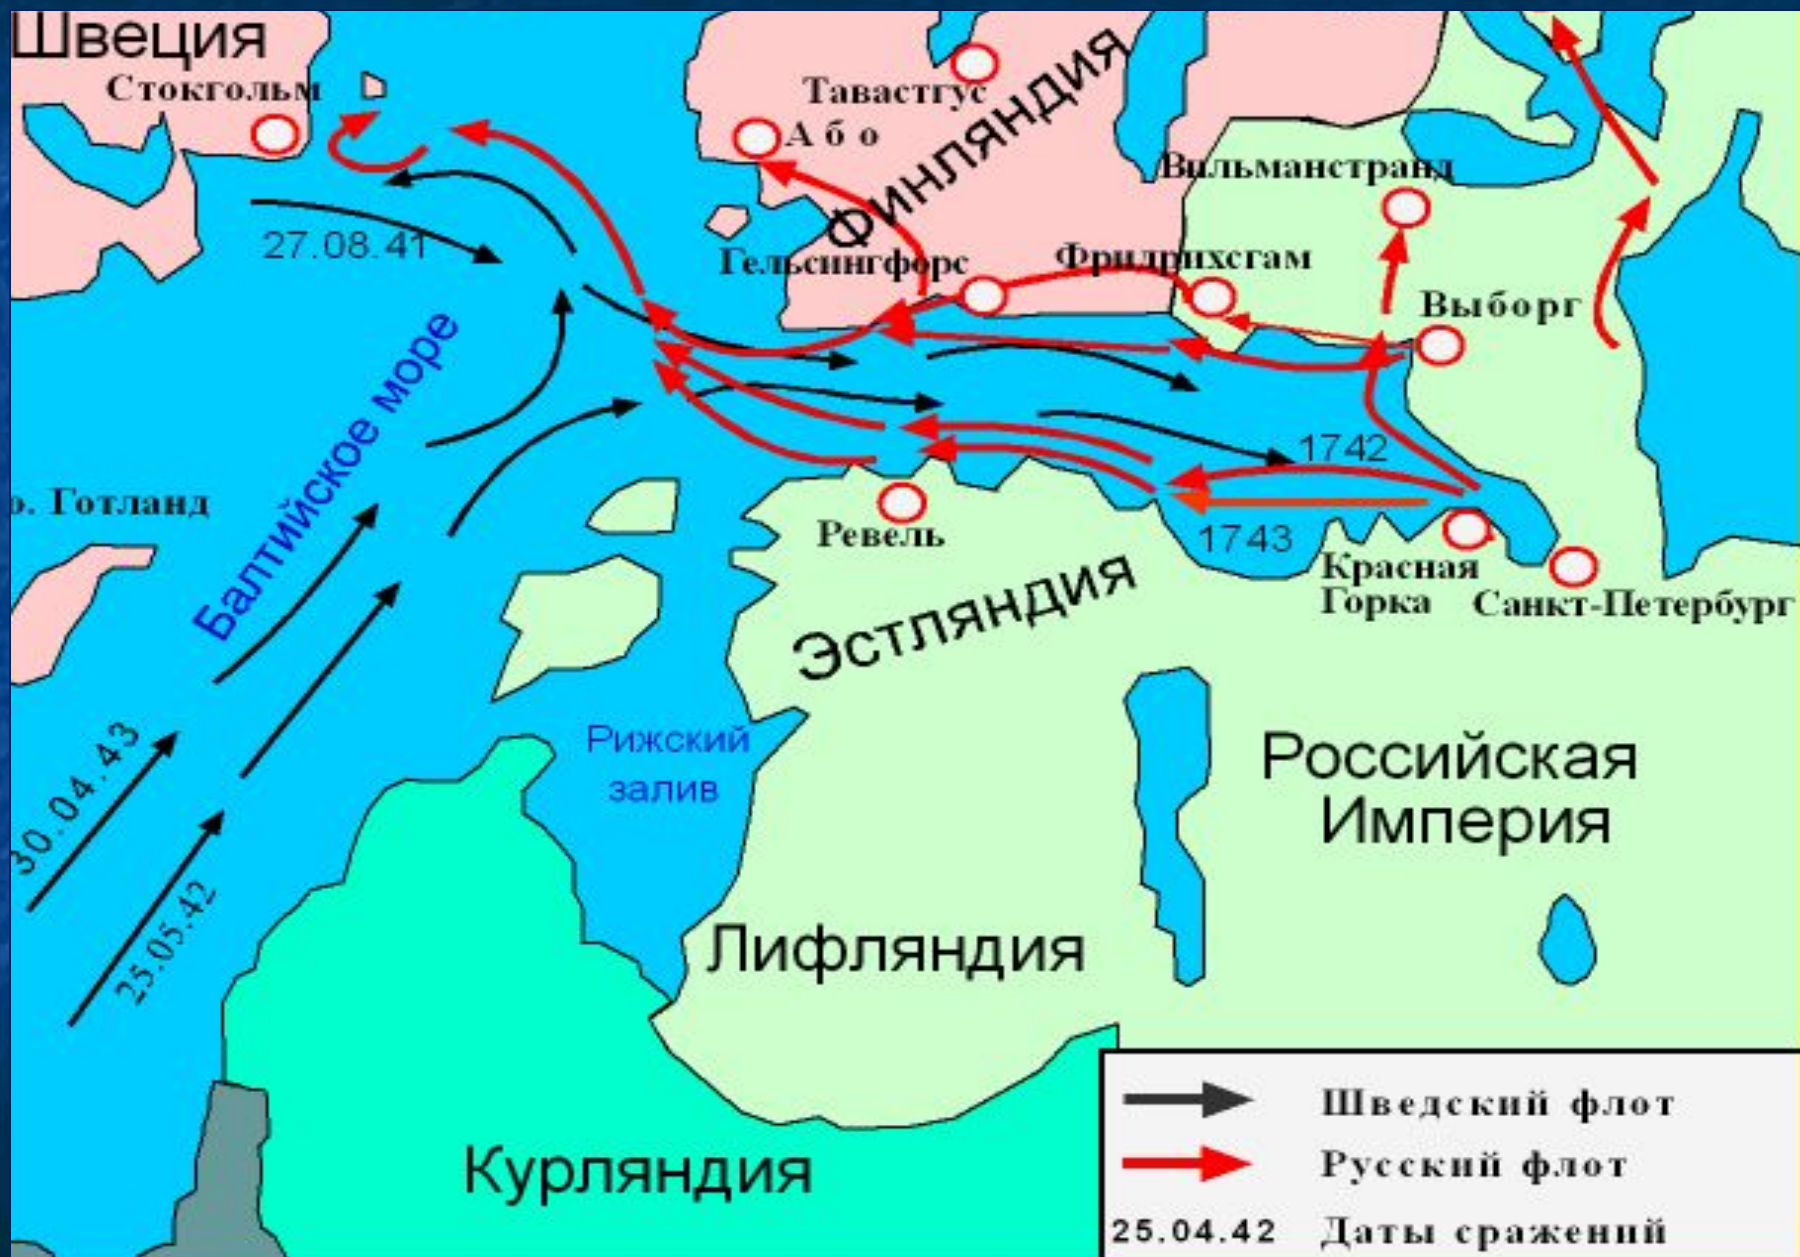 Швеция
Стокгольм
Тавастгус
Або
Финляндия
Вильманстранд
27.08.41
Гельсингфорс
Фридрихсгам
Выборг
Балтийское море
1742
о. Готланд
Ревель
1743
Красная
Горка
Санкт-Петербург
Эстляндия
Рижский
залив
30.04.43
25.05.42
Российская
Империя
Лифляндия
Курляндия
Шведский флот
Русский флот
25.04.42 Даты сражений